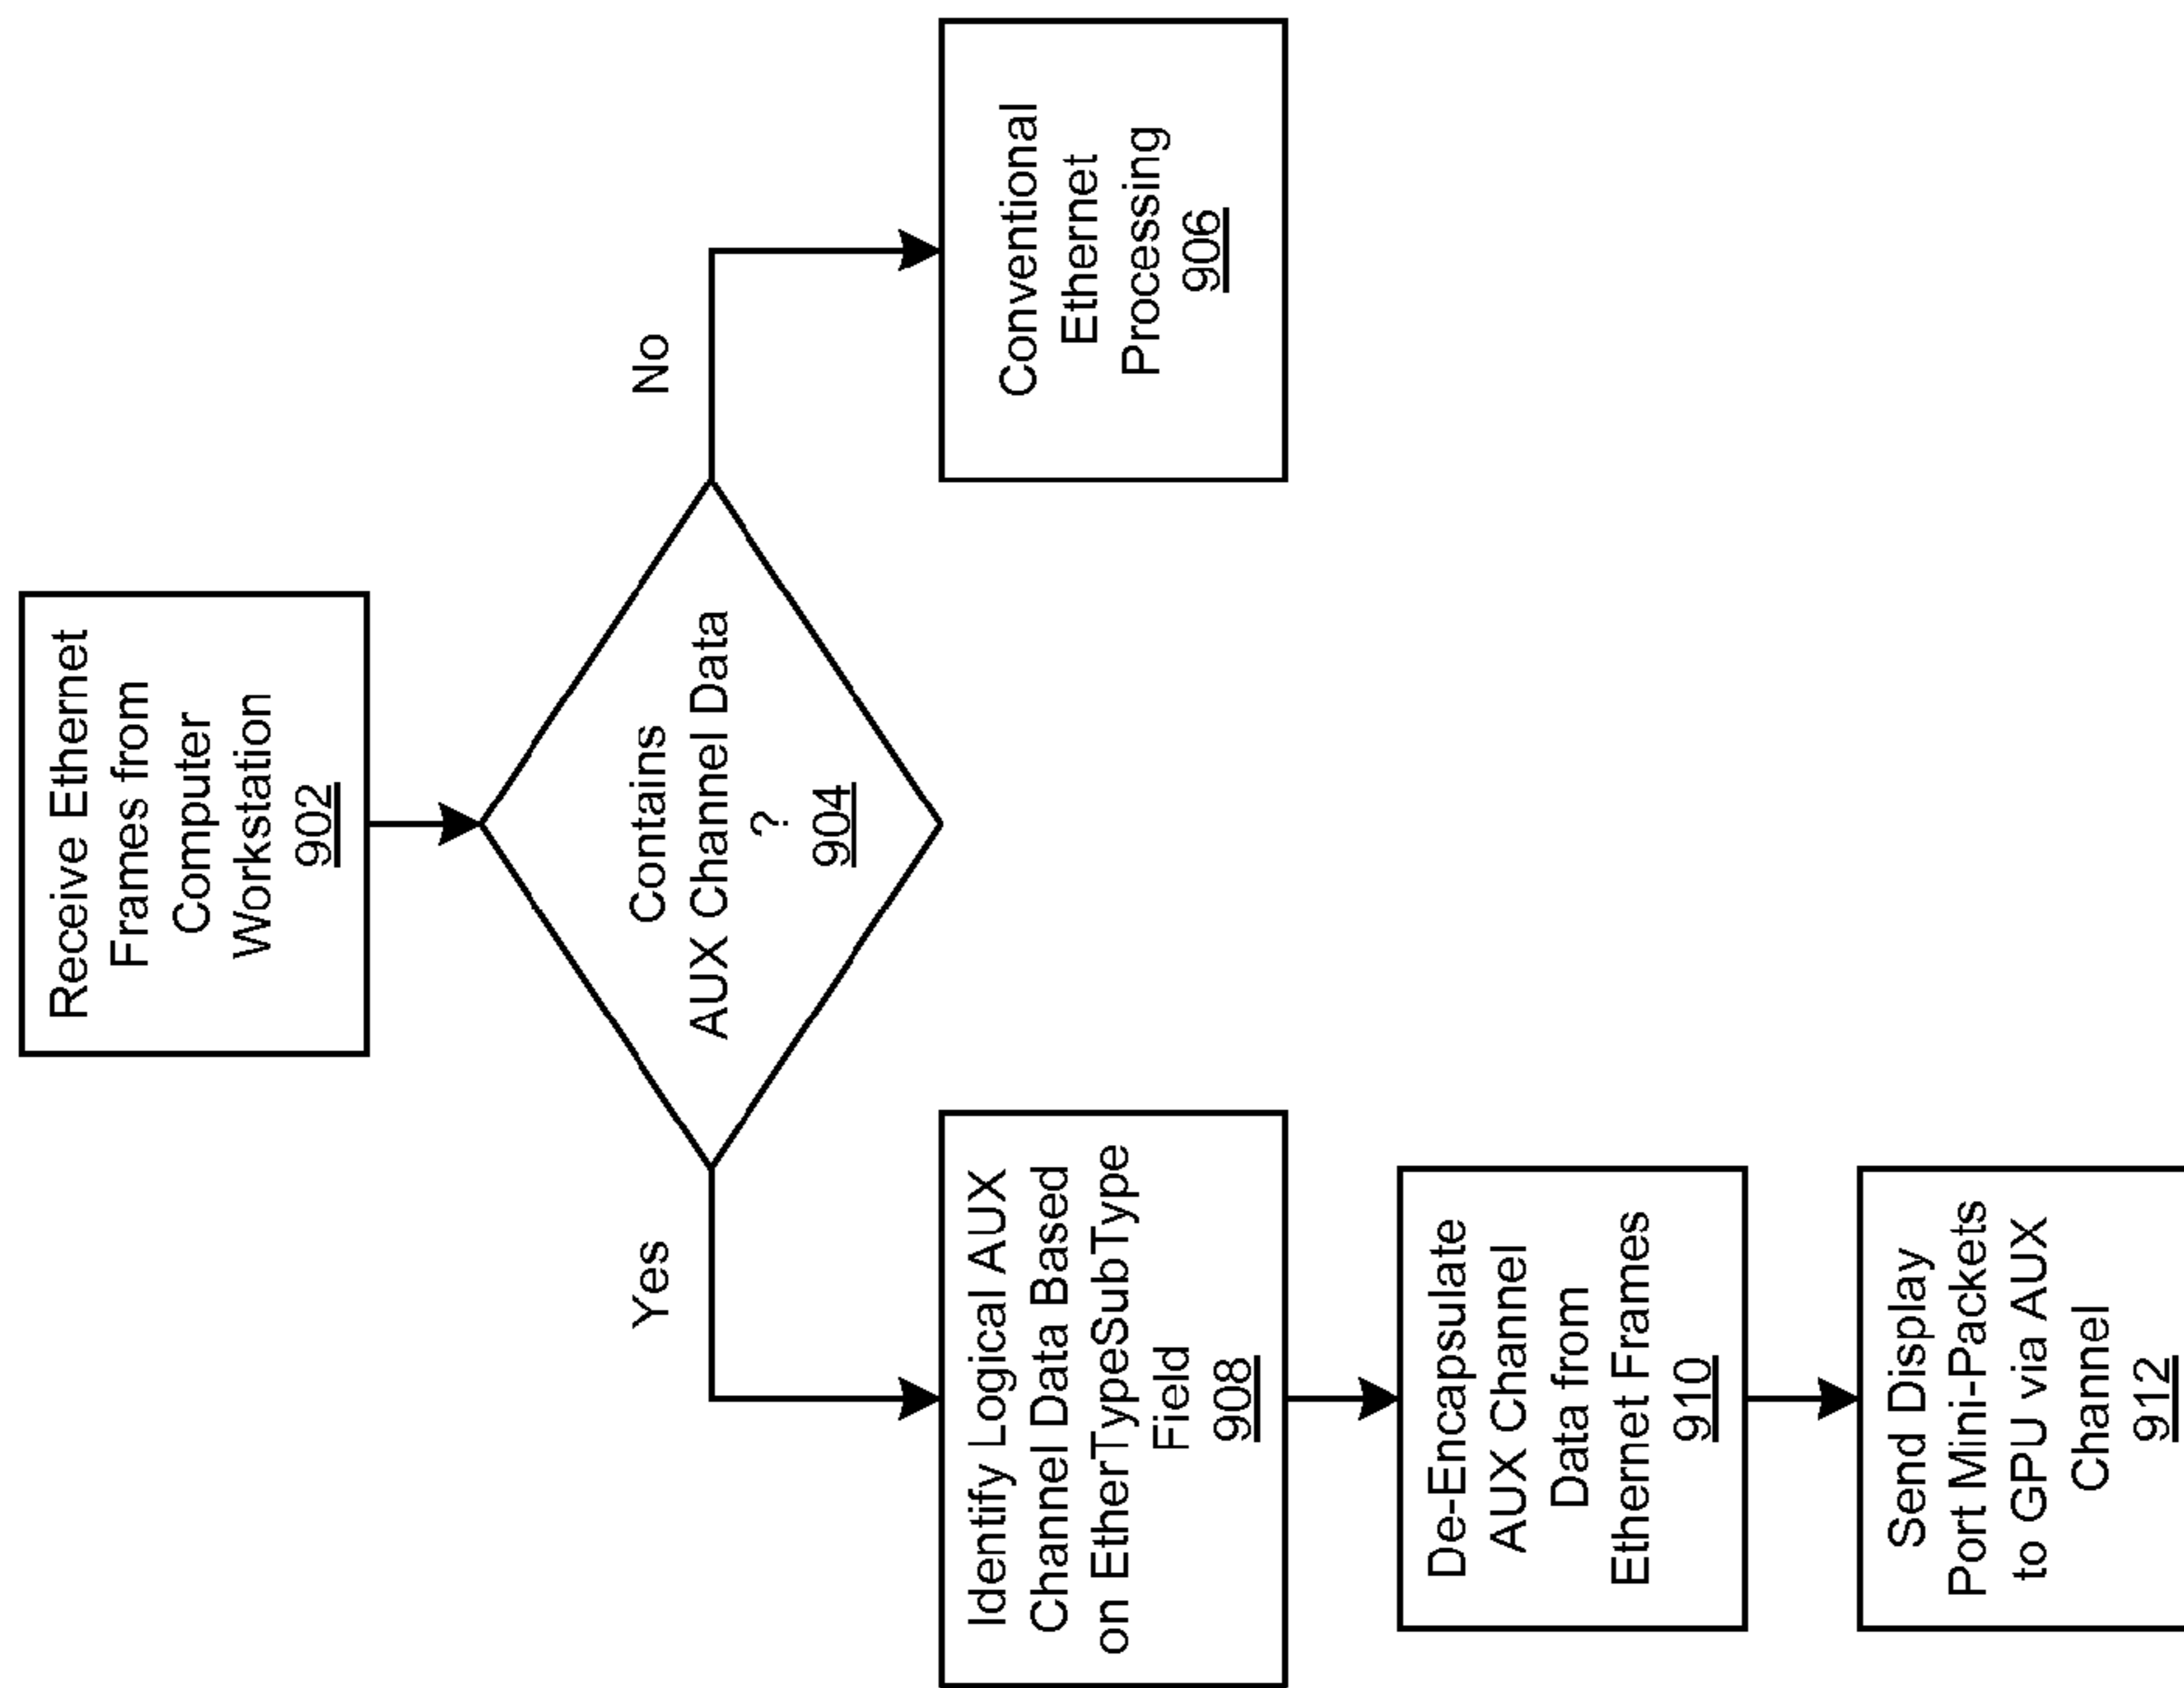 Receive Ethernet
Frames from
Computer
Workstation
902
Contains
AUX Channel Data
?
904
Yes
No
Identify Logical AUX
Channel Data Based
on EtherTypeSubType
Field
908
Conventional
Ethernet
Processing
906
De-Encapsulate
AUX Channel
Data from
Ethernet Frames
910
Send Display
Port Mini-Packets
to GPU via AUX
Channel
912